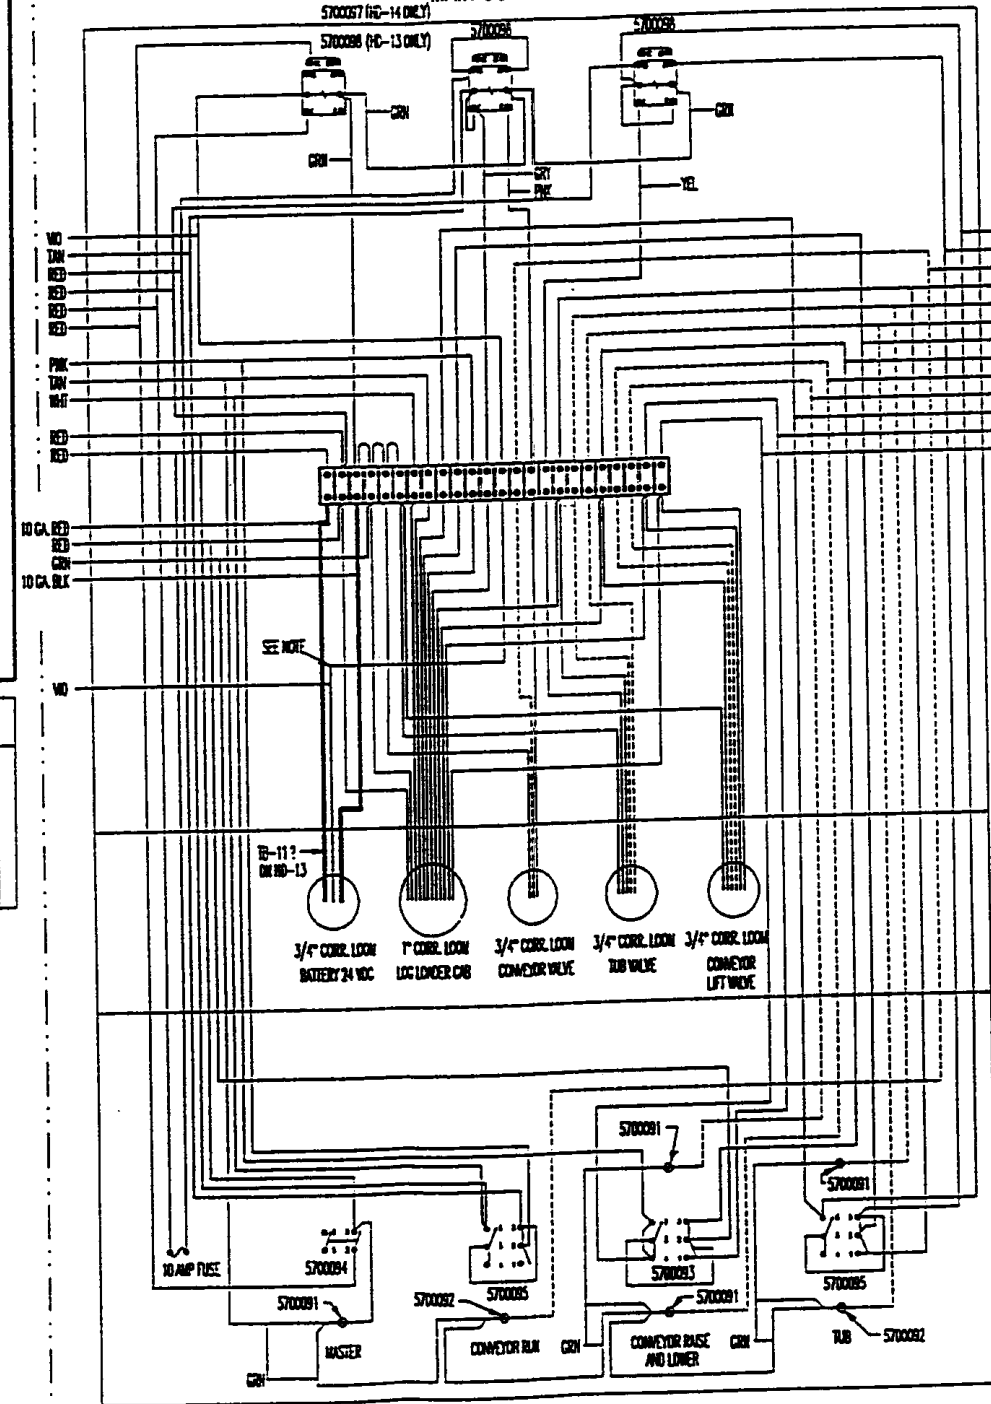 5700097 (HD-14 ONLY)
5700098 (HD-13 ONLY)
5700098
5700098
GRN
GRN
GRN
GRY
PNK
YEL
VIO
TAN
RED
RED
RED
RED
PNK
TAN
WHT
RED
RED
10 GA. RED
RED
GRN
10 GA. BLK
SEE NOTE
VIO
ON HD-13
3/4" CORR. LOOM
BATTERY 24 VDC
1" CORR. LOOM
LOG LOADER CAB
3/4" CORR. LOOM
CONVEYOR VALVE
3/4" CORR. LOOM
TUB VALVE
3/4" CORR. LOOM
CONVEYOR
LIFT VALVE
5700091
5700091
10 AMP FUSE
5700094
5700095
5700093
5700095
5700091
MASTER
GRN
5700092
CONVEYOR RUN
GRN
5700091
CONVEYOR RAISE
AND LOWER
GRN
TUB
5700092